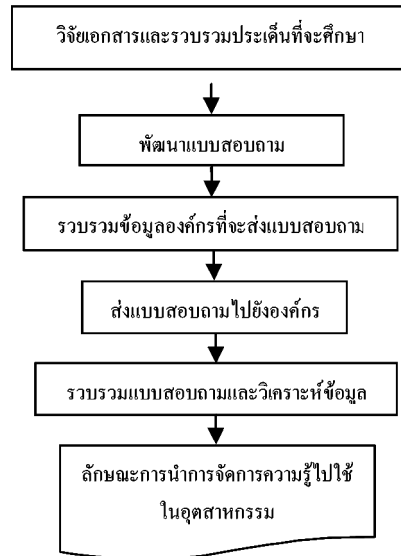 วิจัยเอกสารและรวบรวมประเด็นที่จะศึกษา
พัฒนาแบบสอบถาม
รวบรวมข้อมูลองค์กรที่จะส่งแบบสอบถาม
ส่งแบบสอบถามไปยังองค์กร
รวบรวมแบบสอบถามและวิเคราะห์ข้อมูล
ลักษณะการนำการจัดการความรู้ไปใช้
ในอุตสาหกรรม